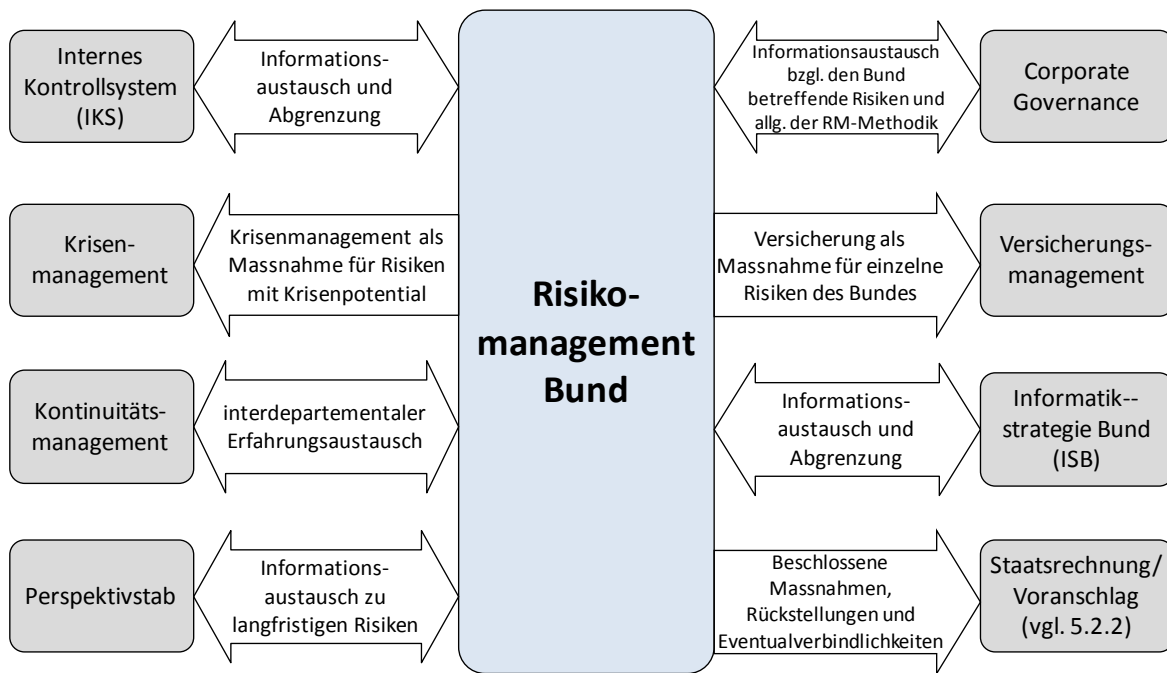 Internes
Kontrollsystem
(IKS)
Informations-
austausch und
Abgrenzung
Krisen-
management
Krisenmanagement als
Massnahme für Risiken
mit Krisenpotential
Kontinuitäts-
management
interdepartementaler
Erfahrungsaustausch
Perspektivstab
Informations-
austausch zu
langfristigen Risiken
Risiko-
management
Bund
Informationsaustausch
bzgl. den Bund
betreffende Risiken und
allg. der RM-Methodik
Corporate
Governance
Versicherung als
Massnahme für einzelne
Risiken des Bundes
Versicherungs-
management
Informations-
austausch und
Abgrenzung
Informatik--
strategie Bund
(ISB)
Beschlossene
Massnahmen,
Rückstellungen und
Eventualverbindlichkeiten
Staatsrechnung/
Voranschlag
(vgl. 5.2.2)